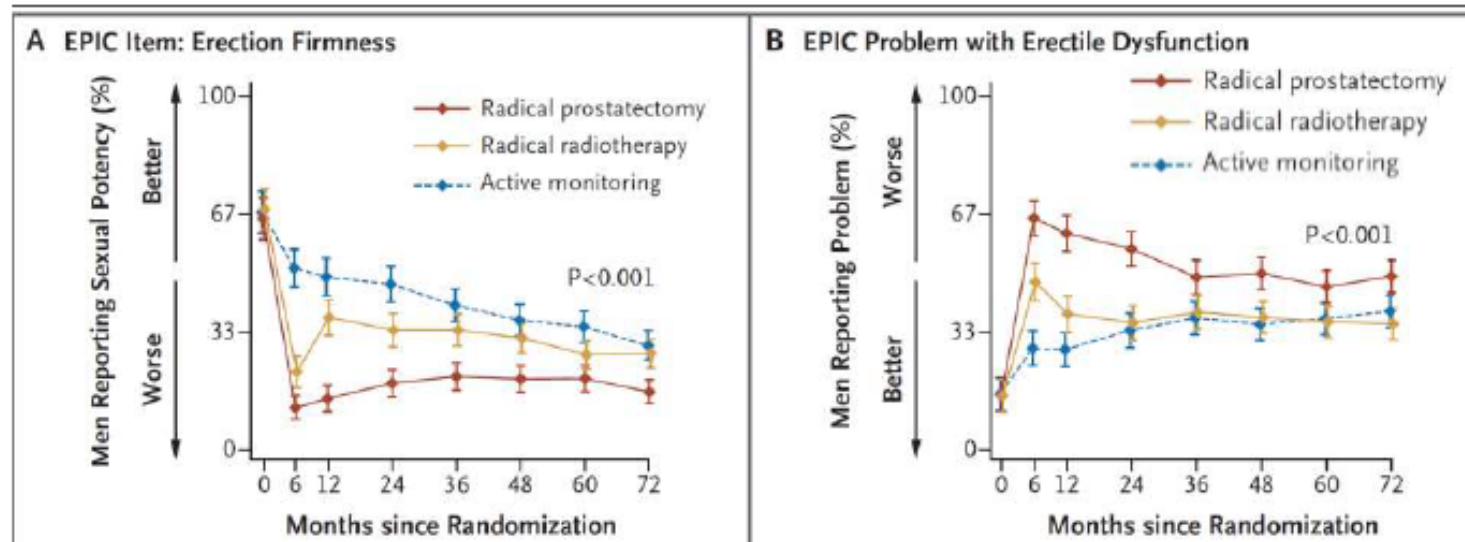 A EPIC Item: Erection Firmness
Men Reporting Sexual Potency (%)
Better
Worse
100
67
33
0
Radical prostatectomy
Radical radiotherapy
Active monitoring
P<0.001
0 6 12 24 36 48 60 72
Months since Randomization
B EPIC Problem with Erectile Dysfunction
Men Reporting Problem (%)
Worse
Better
100
67
33
0
Radical prostatectomy
Radical radiotherapy
Active monitoring
P<0.001
0 6 12 24 36 48 60 72
Months since Randomization